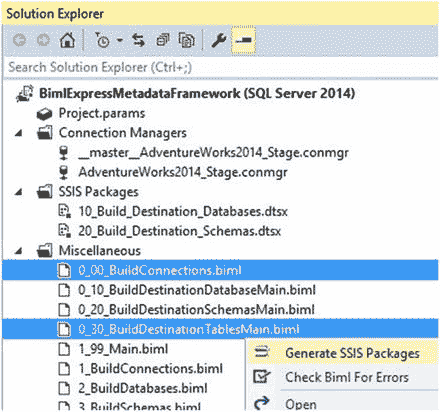 Solution Explorer
Search Solution Explorer (Ctrl+;)
BimlExpressMetadataFramework (SQL Server 2014)
Project.params
Connection Managers
__master__AdventureWorks2014_Stage.conmgr
AdventureWorks2014_Stage.conmgr
SSIS Packages
10_Build_Destination_Databases.dtsx
20_Build_Destination_Schemas.dtsx
Miscellaneous
0_00_BuildConnections.biml
0_10_BuildDestinationDatabaseMain.biml
0_20_BuildDestinationSchemasMain.biml
0_30_BuildDestinationTablesMain.biml
1_99_Main.biml
Generate SSIS Packages
1_BuildConnections.biml
Check Biml For Errors
2_BuildDatabases.biml
Open
3_BuildSchemas.biml